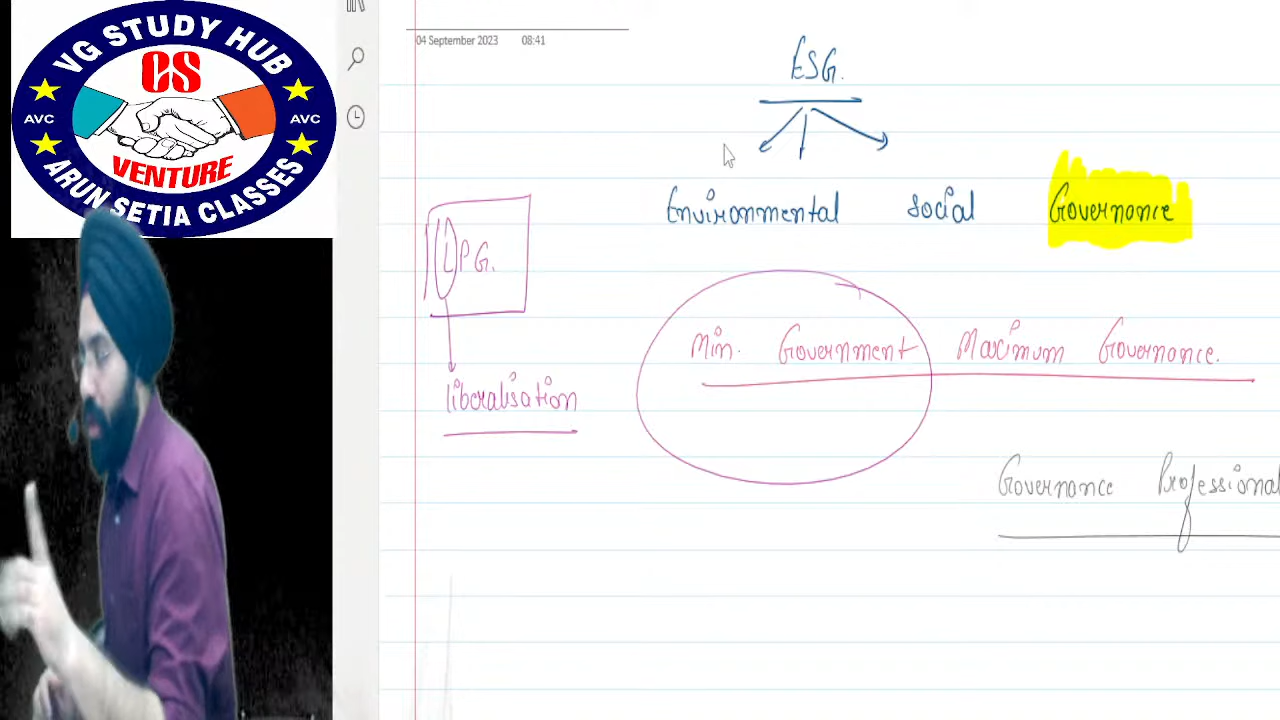 VG STUDY HUB
CS
AVC AVC
VENTURE
ARUN SETIA CLASSES
04 September 2023 08:41
ESG.
Environmental Social Governance
LPG.
Min. Government Maximum Governance.
liberalisation
Governance Professional